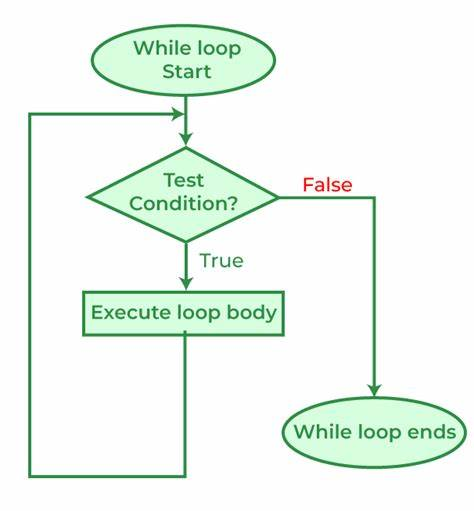 While loop
Start
Test
Condition?
False
True
Execute loop body
While loop ends